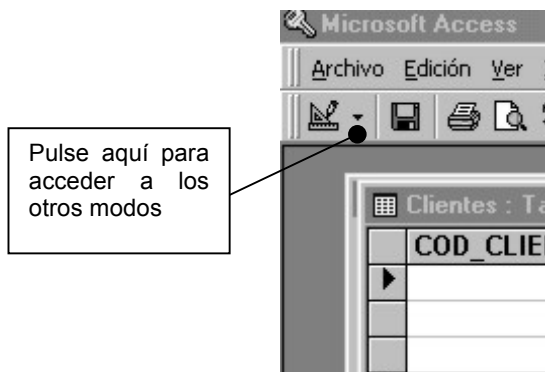 Microsoft Access
Archivo Edición Ver
Pulse aquí para
acceder a los
otros modos
Clientes : Ta
COD_CLIE